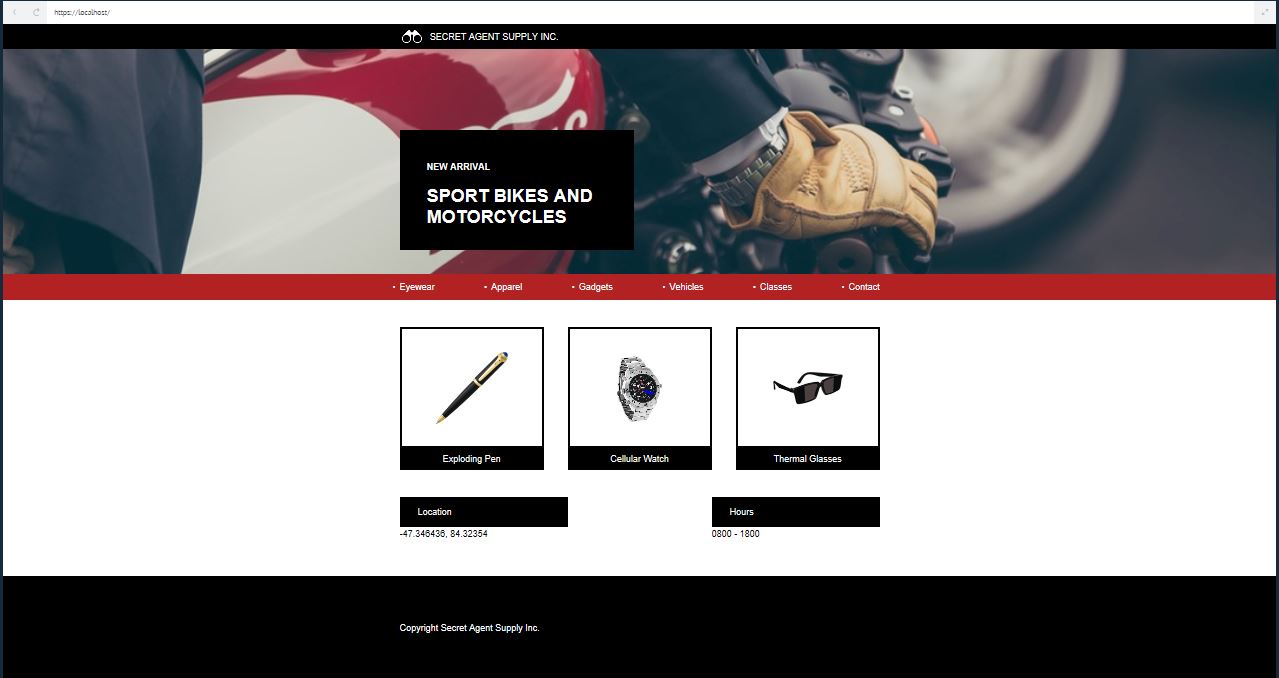 https://localhost/
SECRET AGENT SUPPLY INC.
NEW ARRIVAL
SPORT BIKES AND
MOTORCYCLES
• Eyewear • Apparel • Gadgets • Vehicles • Classes • Contact
Exploding Pen Cellular Watch Thermal Glasses
Location Hours
-47.346436, 84.32354 0800 - 1800
Copyright Secret Agent Supply Inc.